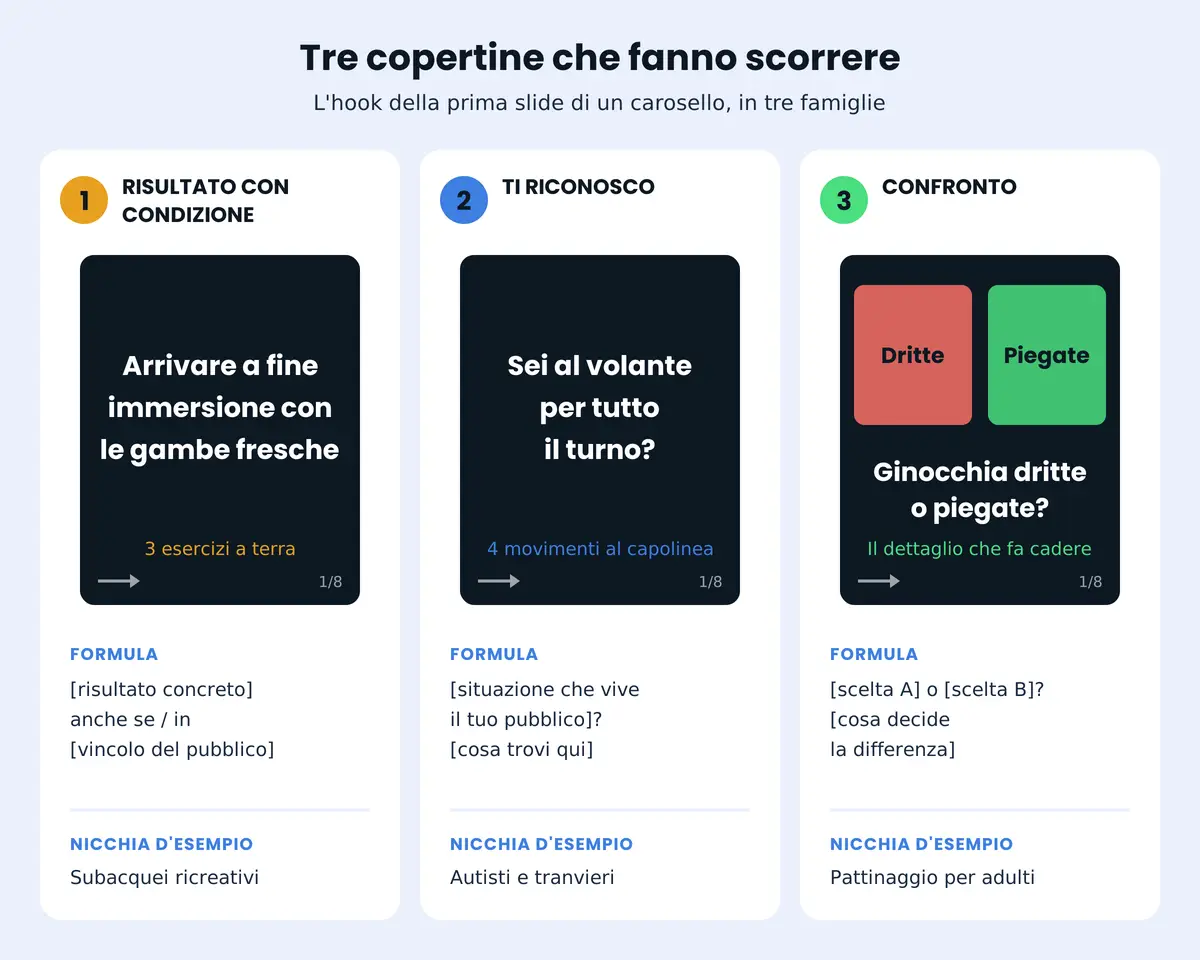 Tre copertine che fanno scorrere
L'hook della prima slide di un carosello, in tre famiglie
1
RISULTATO CON
CONDIZIONE
Arrivare a fine
immersione con
le gambe fresche
3 esercizi a terra
1/8
FORMULA
[risultato concreto]
anche se / in
[vincolo del pubblico]
NICCHIA D'ESEMPIO
Subacquei ricreativi
2
TI RICONOSCO
Sei al volante
per tutto
il turno?
4 movimenti al capolinea
1/8
FORMULA
[situazione che vive
il tuo pubblico]?
[cosa trovi qui]
NICCHIA D'ESEMPIO
Autisti e tranvieri
3
CONFRONTO
Dritte
Piegate
Ginocchia dritte
o piegate?
Il dettaglio che fa cadere
1/8
FORMULA
[scelta A] o [scelta B]?
[cosa decide
la differenza]
NICCHIA D'ESEMPIO
Pattinaggio per adulti